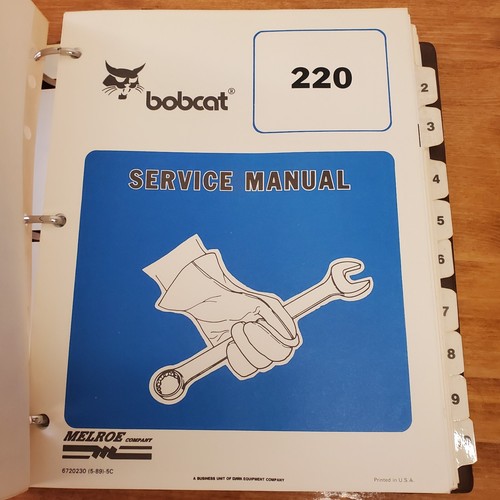 bobcat®
220
SERVICE MANUAL
MELROE COMPANY
6720230 (5-88)-5C
A BUSINESS UNIT OF CLARK EQUIPMENT COMPANY
Printed in U.S.A.
2
3
4
5
6
7
8
9